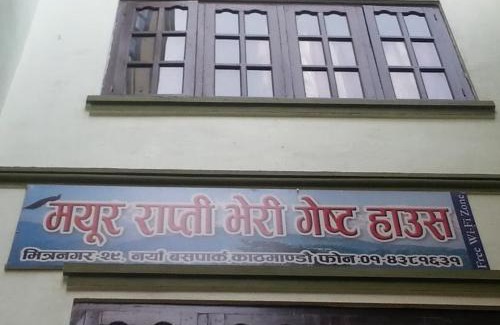 मयूर राप्ती भेरी गेष्ट हाउस
मित्रनगर-२९, नयाँ बसपार्क, काठमाण्डौ फोन:०१-४३८१६३१
Free Wi-Fi Zone